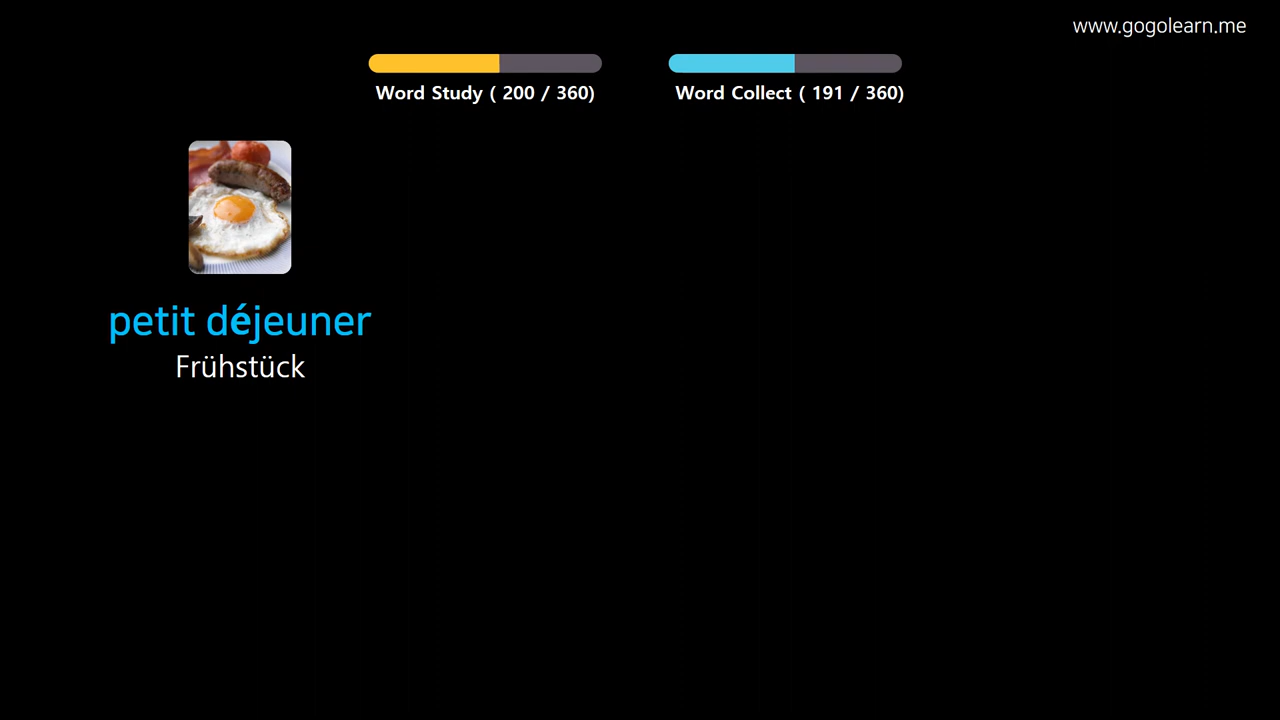 www.gogolearn.me
Word Study ( 200 / 360)
Word Collect ( 191 / 360)
petit déjeuner
Frühstück